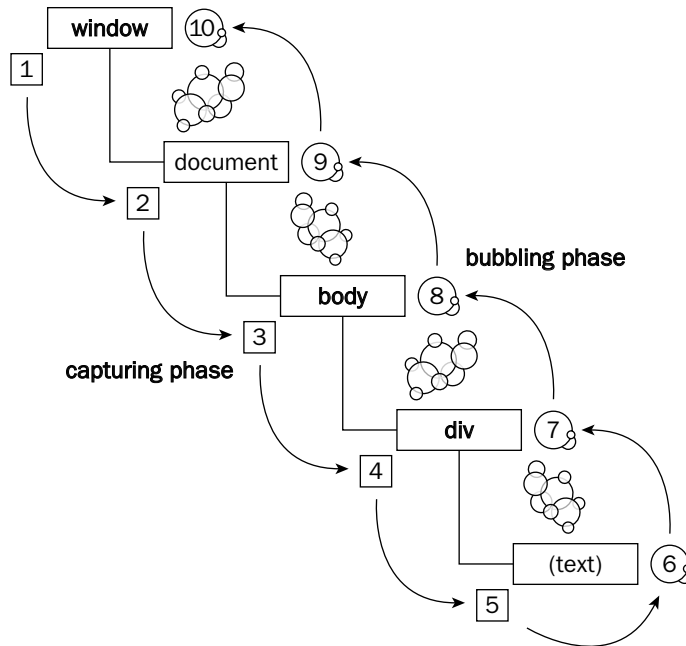 window 10
1
document 9
2
bubbling phase
body 8
3
capturing phase
div 7
4
(text) 6
5